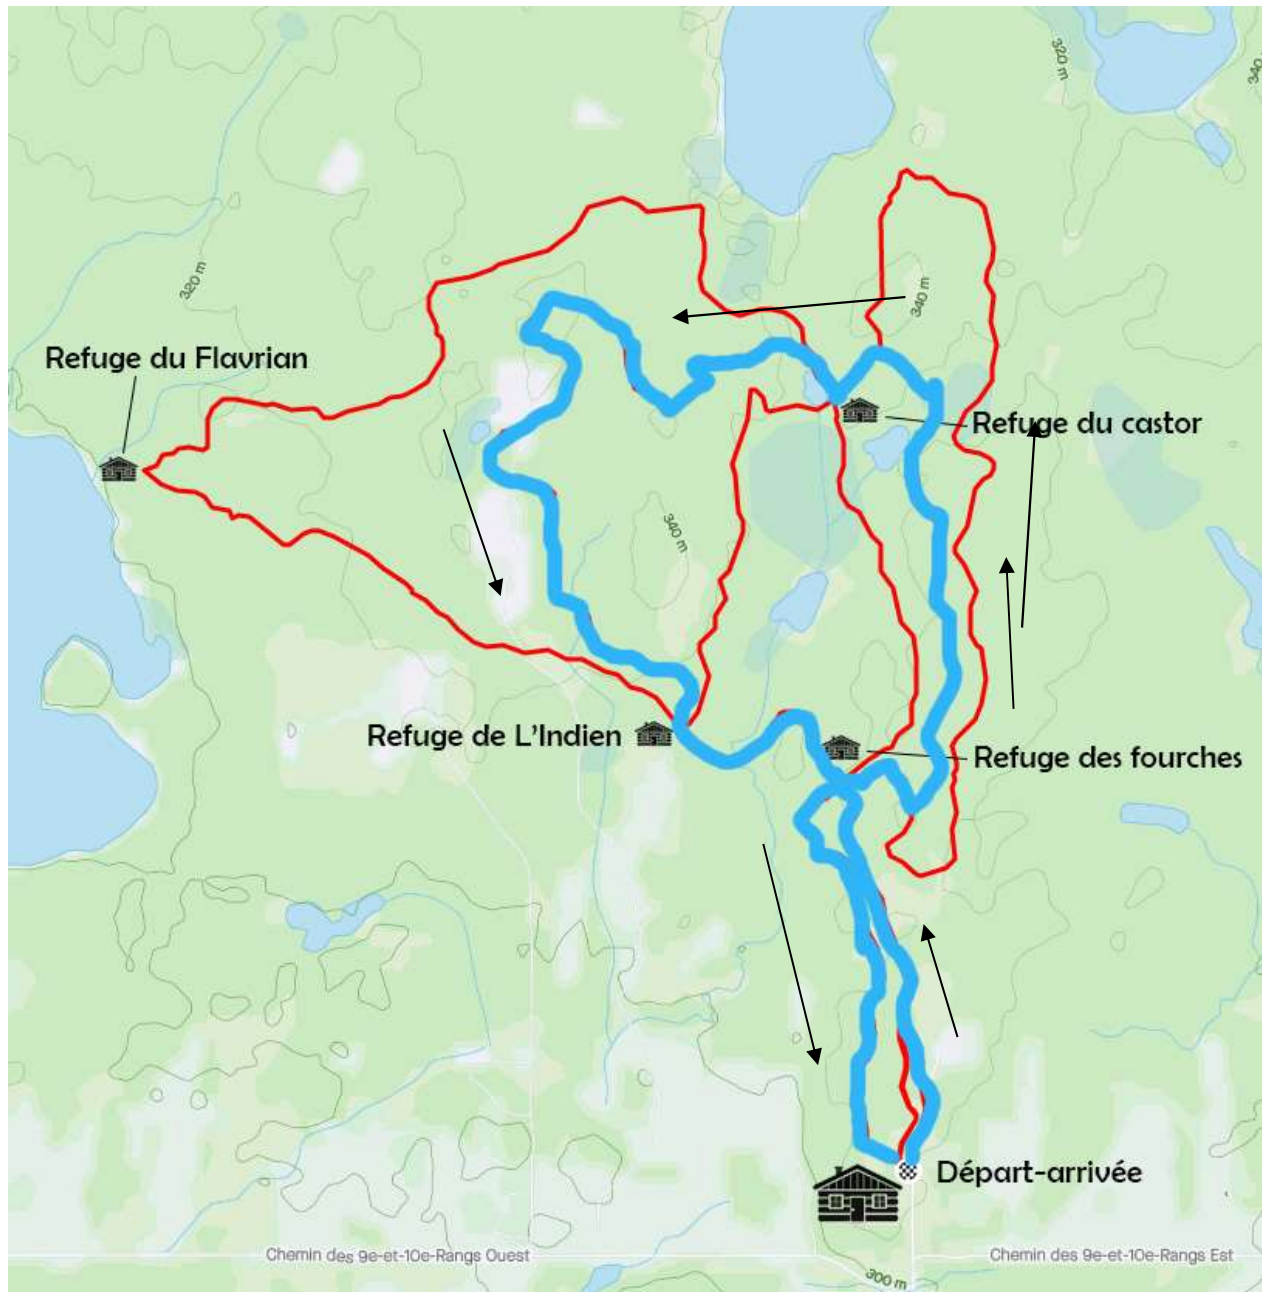 320 m
340
320 m
340 m
Refuge du Flavrian
Refuge du castor
340 m
Refuge de L'Indien
Refuge des fourches
Départ-arrivée
Chemin des 9e-et-10e-Rangs Ouest
Chemin des 9e-et-10e-Rangs Est
300 m